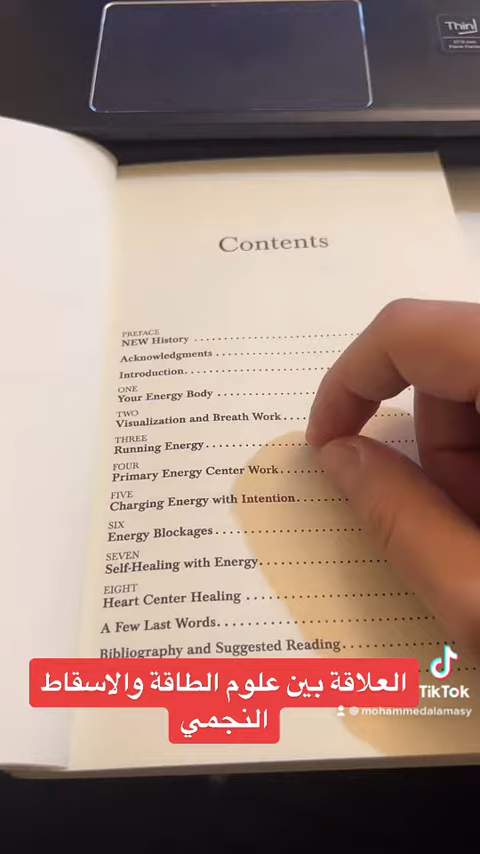 Thin
Contents
PREFACE
NEW History
Acknowledgments
Introduction
ONE
Your Energy Body
TWO
Visualization and Breath Work
THREE
Running Energy
FOUR
Primary Energy Center Work
FIVE
Charging Energy with Intention
SIX
Energy Blockages
SEVEN
Self-Healing with Energy
EIGHT
Heart Center Healing
A Few Last Words
Bibliography and Suggested Reading
العلاقة بين علوم الطاقة والاسقاط
النجمي
TikTok
@mohammedalamasy